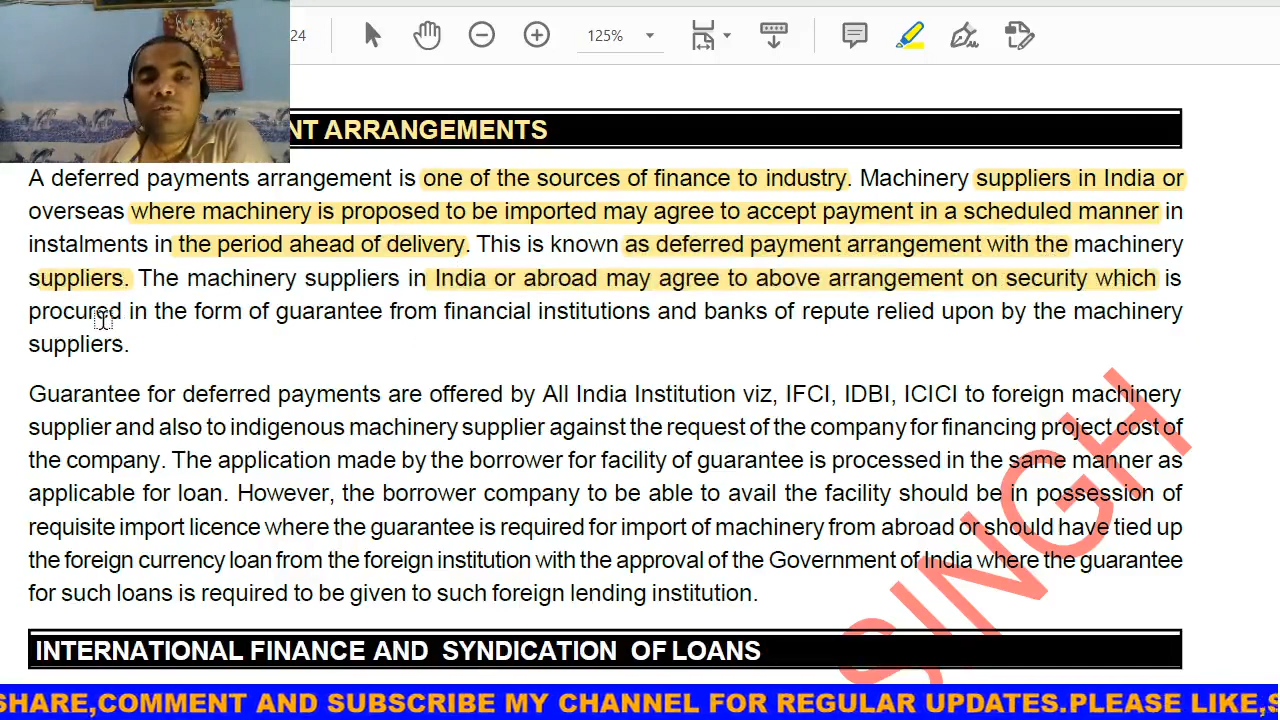 24
125%
NT ARRANGEMENTS
A deferred payments arrangement is one of the sources of finance to industry. Machinery suppliers in India or
overseas where machinery is proposed to be imported may agree to accept payment in a scheduled manner in
instalments in the period ahead of delivery. This is known as deferred payment arrangement with the machinery
suppliers. The machinery suppliers in India or abroad may agree to above arrangement on security which is
procured in the form of guarantee from financial institutions and banks of repute relied upon by the machinery
suppliers.
Guarantee for deferred payments are offered by All India Institution viz, IFCI, IDBI, ICICI to foreign machinery
supplier and also to indigenous machinery supplier against the request of the company for financing project cost of
the company. The application made by the borrower for facility of guarantee is processed in the same manner as
applicable for loan. However, the borrower company to be able to avail the facility should be in possession of
requisite import licence where the guarantee is required for import of machinery from abroad or should have tied up
the foreign currency loan from the foreign institution with the approval of the Government of India where the guarantee
for such loans is required to be given to such foreign lending institution.
SINGH
INTERNATIONAL FINANCE AND SYNDICATION OF LOANS
SHARE,COMMENT AND SUBSCRIBE MY CHANNEL FOR REGULAR UPDATES.PLEASE LIKE,S